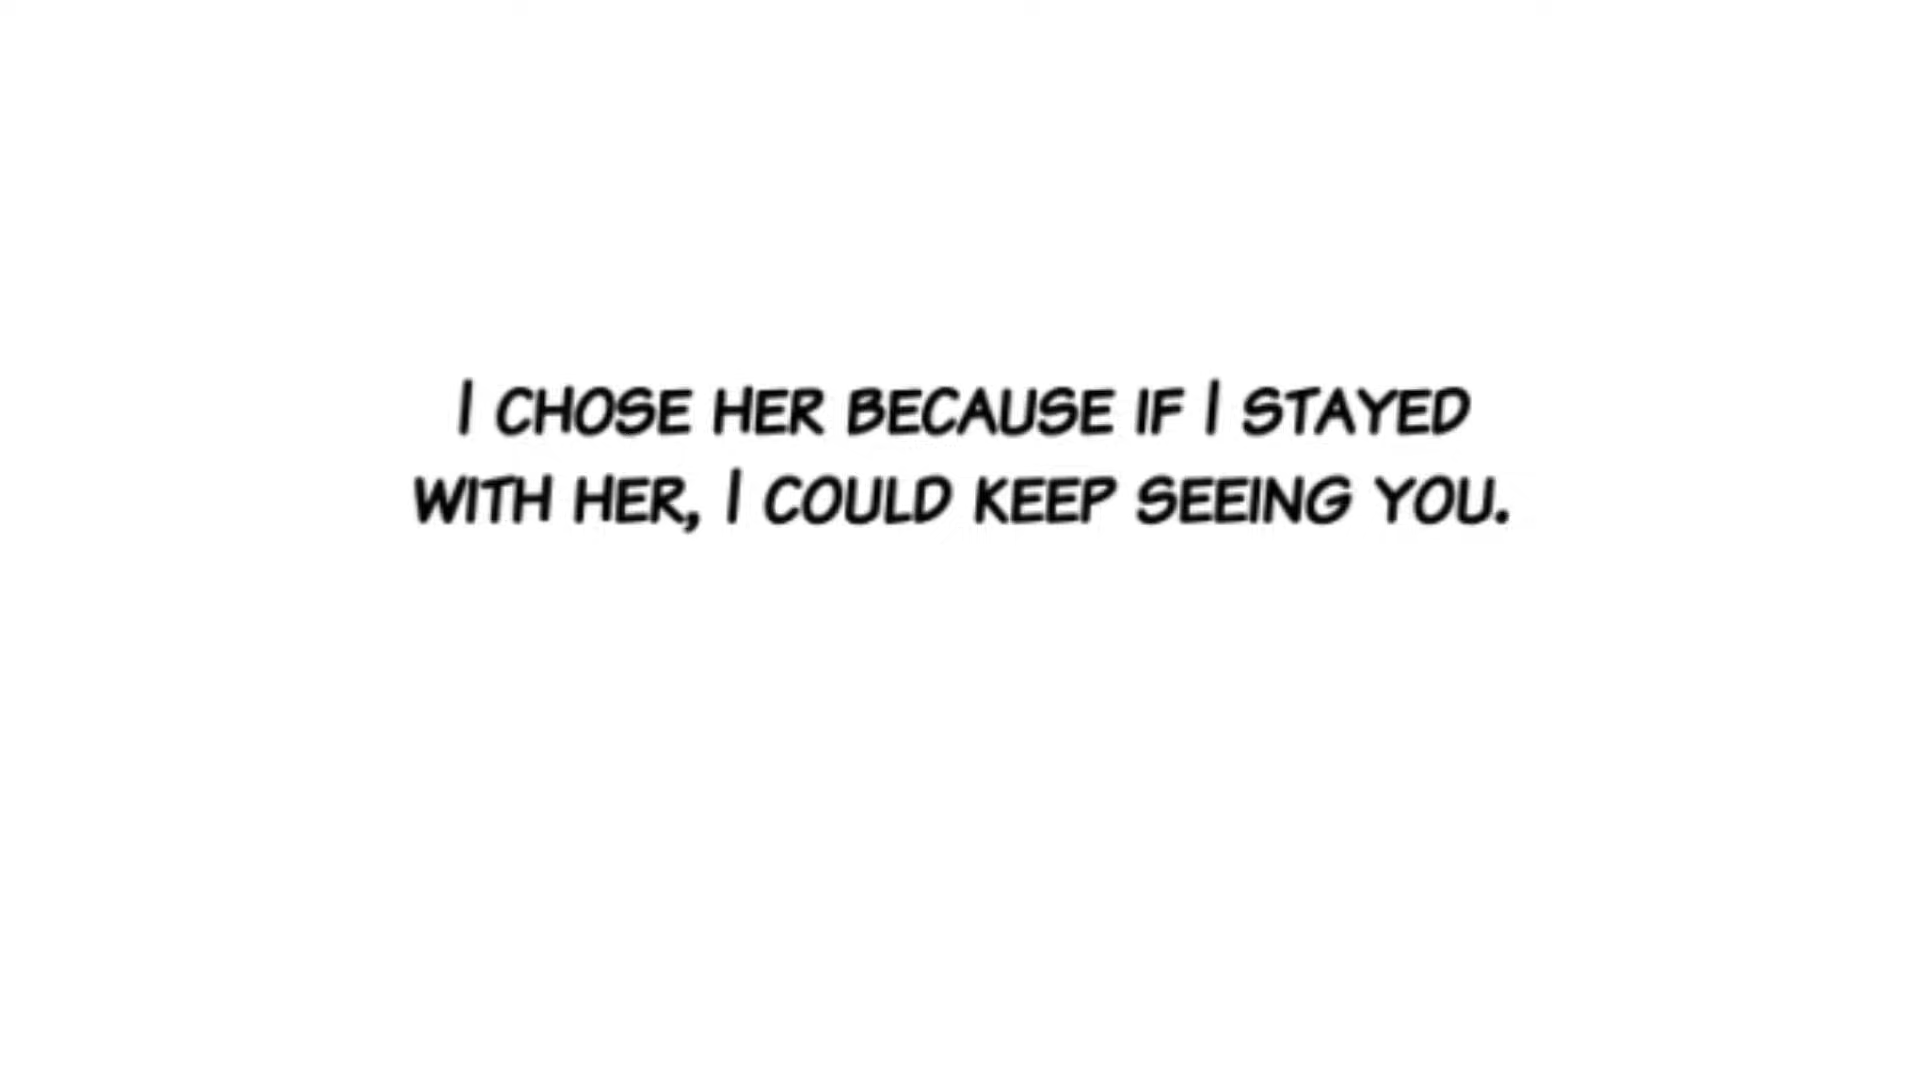 I CHOSE HER BECAUSE IF I STAYED
WITH HER, I COULD KEEP SEEING YOU.